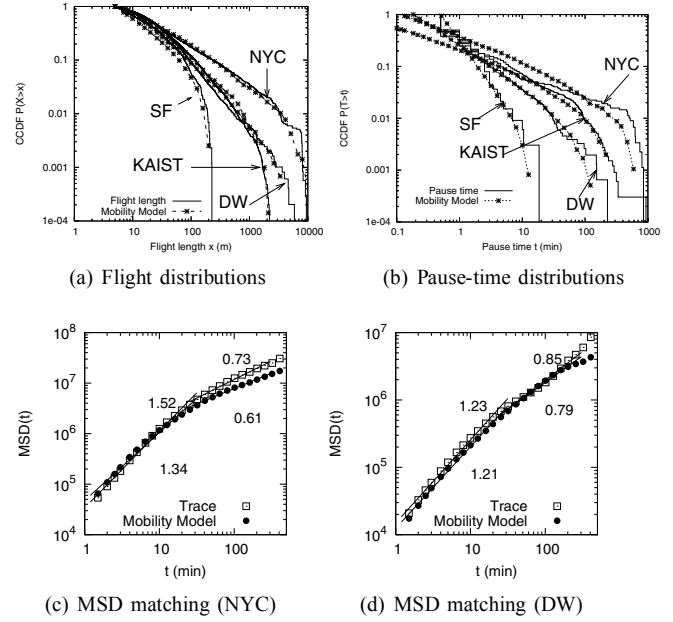 CCDF P(X>x)
1
0.1
0.01
0.001
1e-04
1
10
100
1000
10000
Flight length x (m)
NYC
SF
KAIST
DW
Flight length
Mobility Model
(a) Flight distributions
CCDF P(T>t)
1
0.1
0.01
0.001
1e-04
0.1
1
10
100
1000
Pause time t (min)
NYC
SF
KAIST
DW
Pause time
Mobility Model
(b) Pause-time distributions
MSD(t)
10^8
10^7
10^6
10^5
10^4
1
10
100
t (min)
0.73
1.52
0.61
1.34
Trace
Mobility Model
(c) MSD matching (NYC)
MSD(t)
10^7
10^6
10^5
10^4
1
10
100
t (min)
0.85
1.23
0.79
1.21
Trace
Mobility Model
(d) MSD matching (DW)